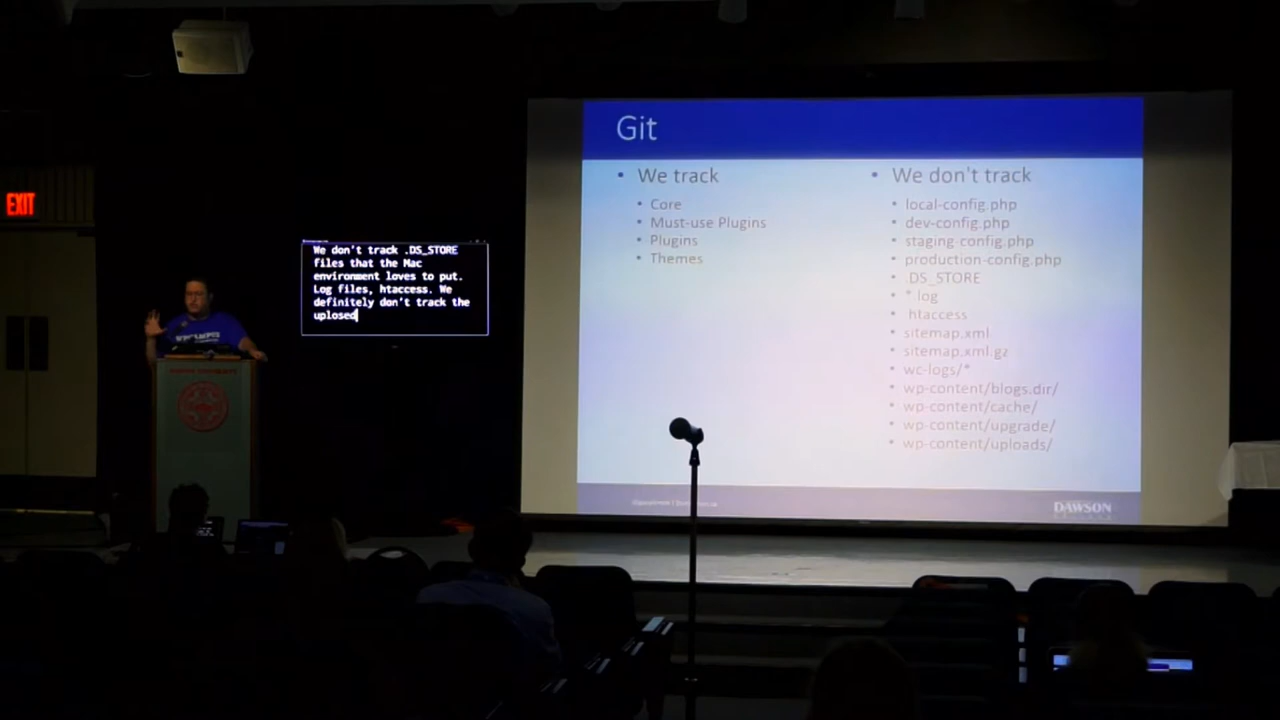 EXIT
We don't track .DS_STORE
files that the Mac
environment loves to put.
Log files, htaccess. We
definitely don't track the
uplosed
Git
• We track
• Core
• Must-use Plugins
• Plugins
• Themes
• We don't track
• local-config.php
• dev-config.php
• staging-config.php
• production-config.php
• .DS_STORE
• *.log
• .htaccess
• sitemap.xml
• sitemap.xml.gz
• wc-logs/*
• wp-content/blogs.dir/
• wp-content/cache/
• wp-content/upgrade/
• wp-content/uploads/
DAWSON